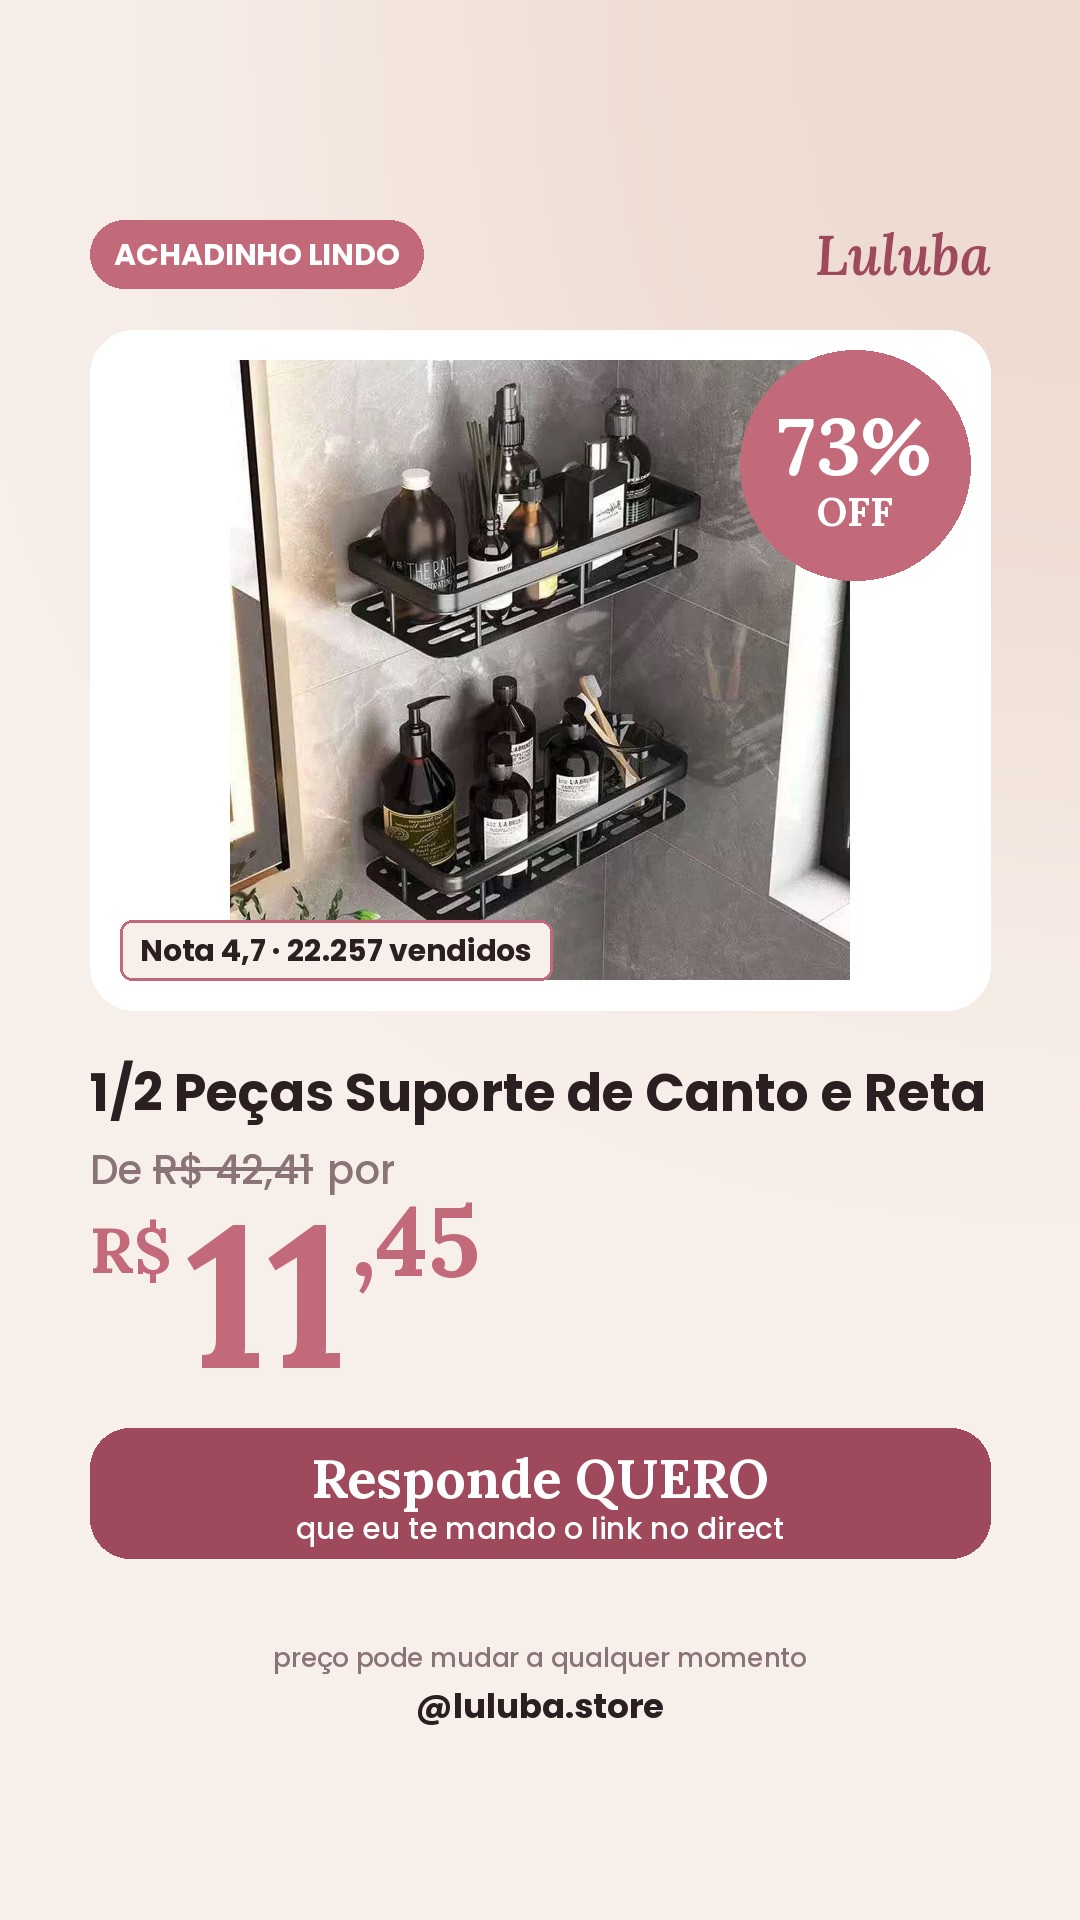 ACHADINHO LINDO
Luluba
73%
OFF
THE RAIN
Nota 4,7 · 22.257 vendidos
1/2 Peças Suporte de Canto e Reta
De R$ 42,41 por
R$ 11,45
Responde QUERO
que eu te mando o link no direct
preço pode mudar a qualquer momento
@luluba.store